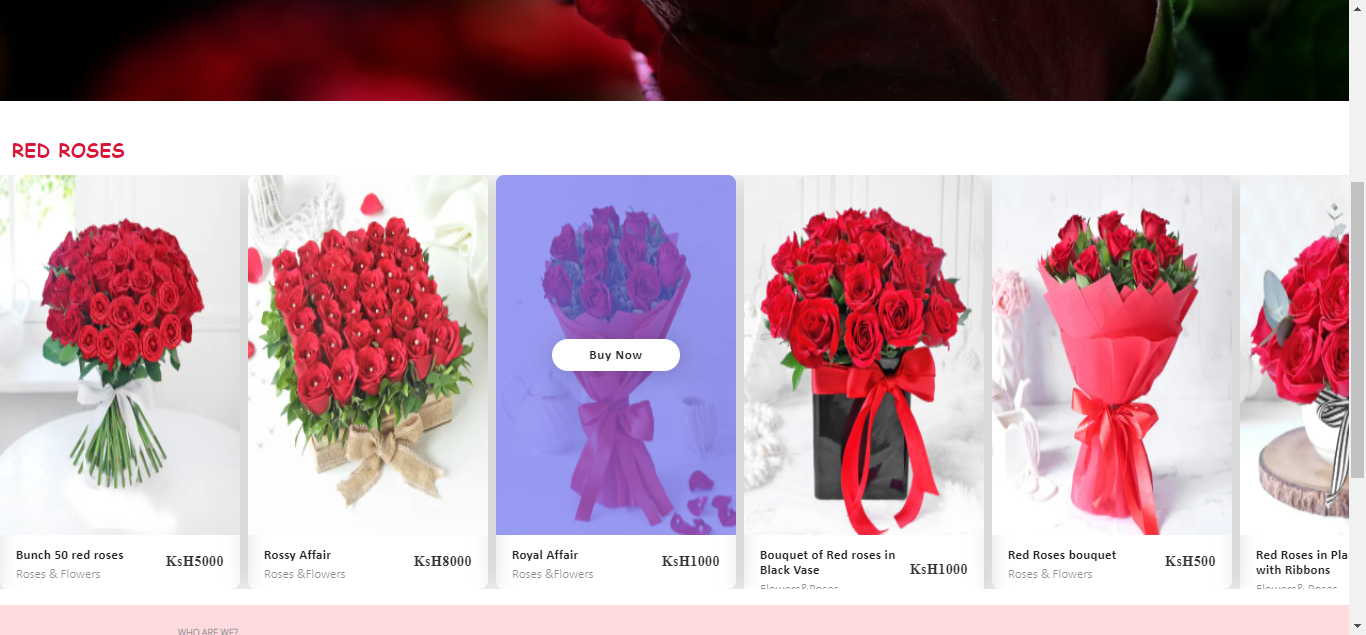 RED ROSES
Buy Now
Bunch 50 red roses
Roses & Flowers
KsH5000
Rossy Affair
Roses &Flowers
KsH8000
Royal Affair
Roses &Flowers
KsH1000
Bouquet of Red roses in
Black Vase
Flowers&Roses
KsH1000
Red Roses bouquet
Roses & Flowers
KsH500
Red Roses in Pla
with Ribbons
Flowers& Roses
WHO ARE WE?